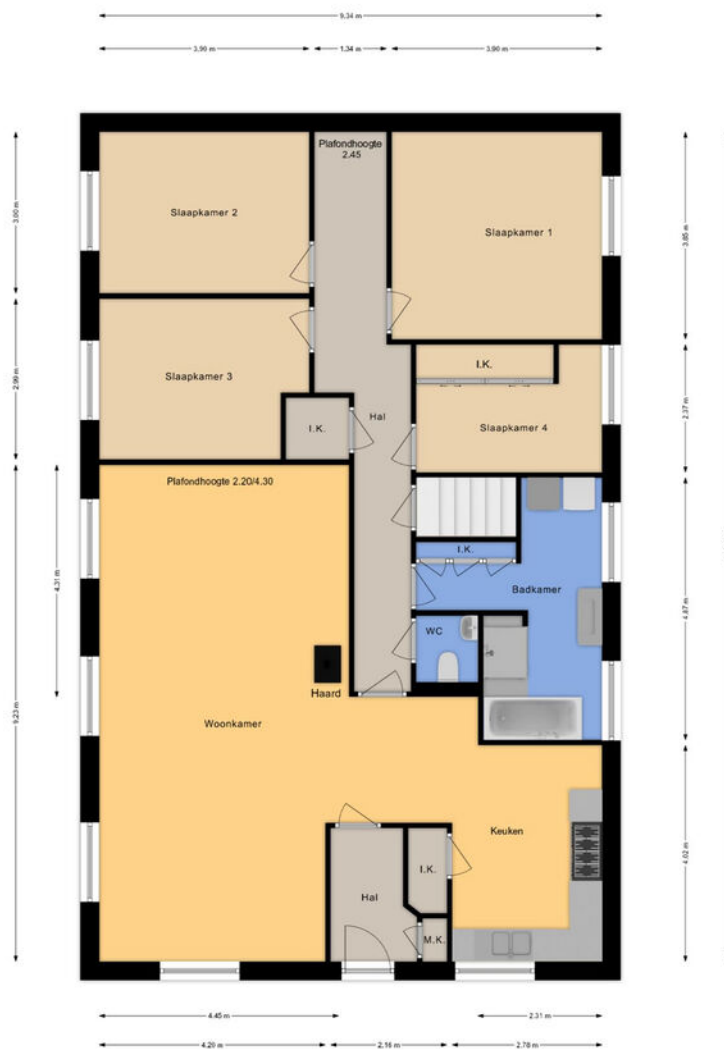 9.34 m
3.90 m
1.34 m
3.90 m
Plafondhoogte
2.45
Slaapkamer 2
Slaapkamer 1
3.00 m
3.85 m
I.K.
Slaapkamer 3
2.99 m
2.37 m
Hal
I.K.
Slaapkamer 4
Plafondhoogte 2.20/4.30
I.K.
Badkamer
4.31 m
4.87 m
WC
Haard
Woonkamer
9.23 m
Keuken
4.02 m
I.K.
Hal
M.K.
4.45 m
2.31 m
4.20 m
2.16 m
2.78 m